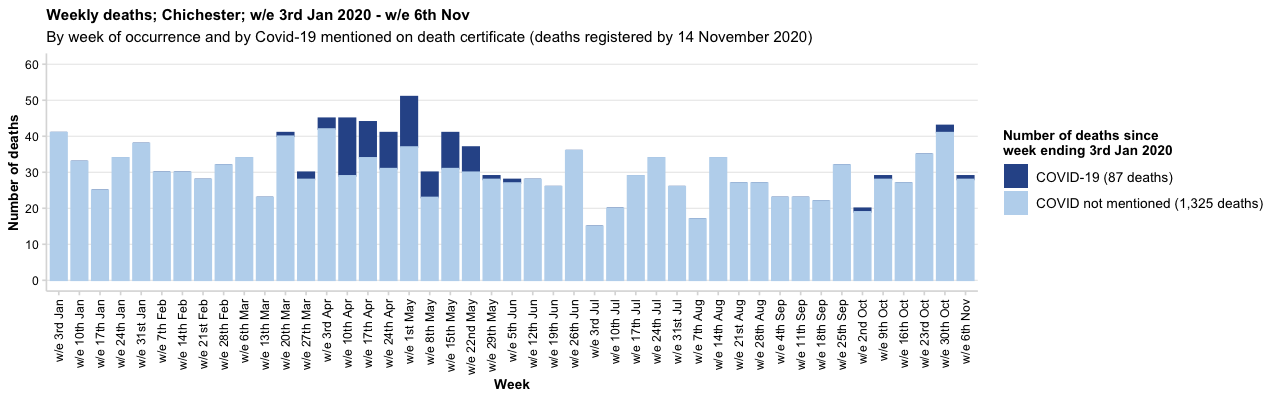 Weekly deaths; Chichester; w/e 3rd Jan 2020 - w/e 6th Nov
By week of occurrence and by Covid-19 mentioned on death certificate (deaths registered by 14 November 2020)
Number of deaths
60
50
40
30
20
10
0
w/e 3rd Jan
w/e 10th Jan
w/e 17th Jan
w/e 24th Jan
w/e 31st Jan
w/e 7th Feb
w/e 14th Feb
w/e 21st Feb
w/e 28th Feb
w/e 6th Mar
w/e 13th Mar
w/e 20th Mar
w/e 27th Mar
w/e 3rd Apr
w/e 10th Apr
w/e 17th Apr
w/e 24th Apr
w/e 1st May
w/e 8th May
w/e 15th May
w/e 22nd May
w/e 29th May
w/e 5th Jun
w/e 12th Jun
w/e 19th Jun
w/e 26th Jun
w/e 3rd Jul
w/e 10th Jul
w/e 17th Jul
w/e 24th Jul
w/e 31st Jul
w/e 7th Aug
w/e 14th Aug
w/e 21st Aug
w/e 28th Aug
w/e 4th Sep
w/e 11th Sep
w/e 18th Sep
w/e 25th Sep
w/e 2nd Oct
w/e 9th Oct
w/e 16th Oct
w/e 23rd Oct
w/e 30th Oct
w/e 6th Nov
Week
Number of deaths since
week ending 3rd Jan 2020
COVID-19 (87 deaths)
COVID not mentioned (1,325 deaths)